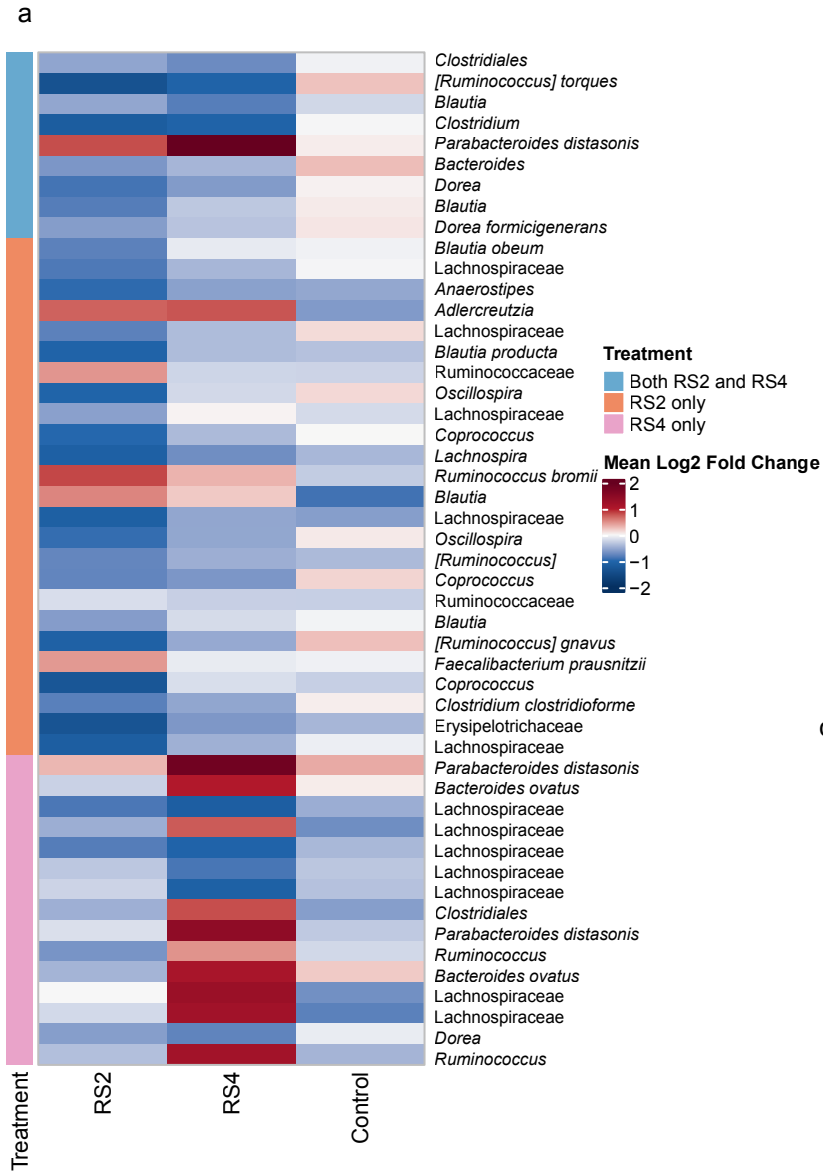 a
Clostridiales
[Ruminococcus] torques
Blautia
Clostridium
Parabacteroides distasonis
Bacteroides
Dorea
Blautia
Dorea formicigenerans
Blautia obeum
Lachnospiraceae
Anaerostipes
Adlercreutzia
Lachnospiraceae
Blautia producta
Ruminococcaceae
Oscillospira
Lachnospiraceae
Coprococcus
Lachnospira
Ruminococcus bromii
Blautia
Lachnospiraceae
Oscillospira
[Ruminococcus]
Coprococcus
Ruminococcaceae
Blautia
[Ruminococcus] gnavus
Faecalibacterium prausnitzii
Coprococcus
Clostridium clostridioforme
Erysipelotrichaceae
Lachnospiraceae
Parabacteroides distasonis
Bacteroides ovatus
Lachnospiraceae
Lachnospiraceae
Lachnospiraceae
Lachnospiraceae
Lachnospiraceae
Clostridiales
Parabacteroides distasonis
Ruminococcus
Bacteroides ovatus
Lachnospiraceae
Lachnospiraceae
Dorea
Ruminococcus
Treatment
RS2
RS4
Control
Treatment
Both RS2 and RS4
RS2 only
RS4 only
Mean Log2 Fold Change
2
1
0
−1
−2